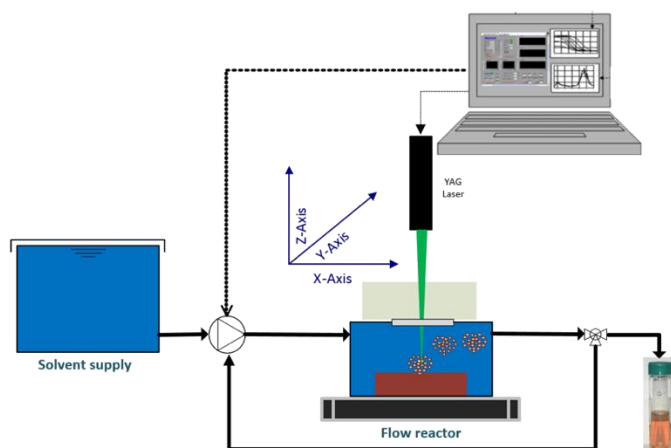 YAG
Laser
Z-Axis
Y-Axis
X-Axis
Solvent supply
Flow reactor